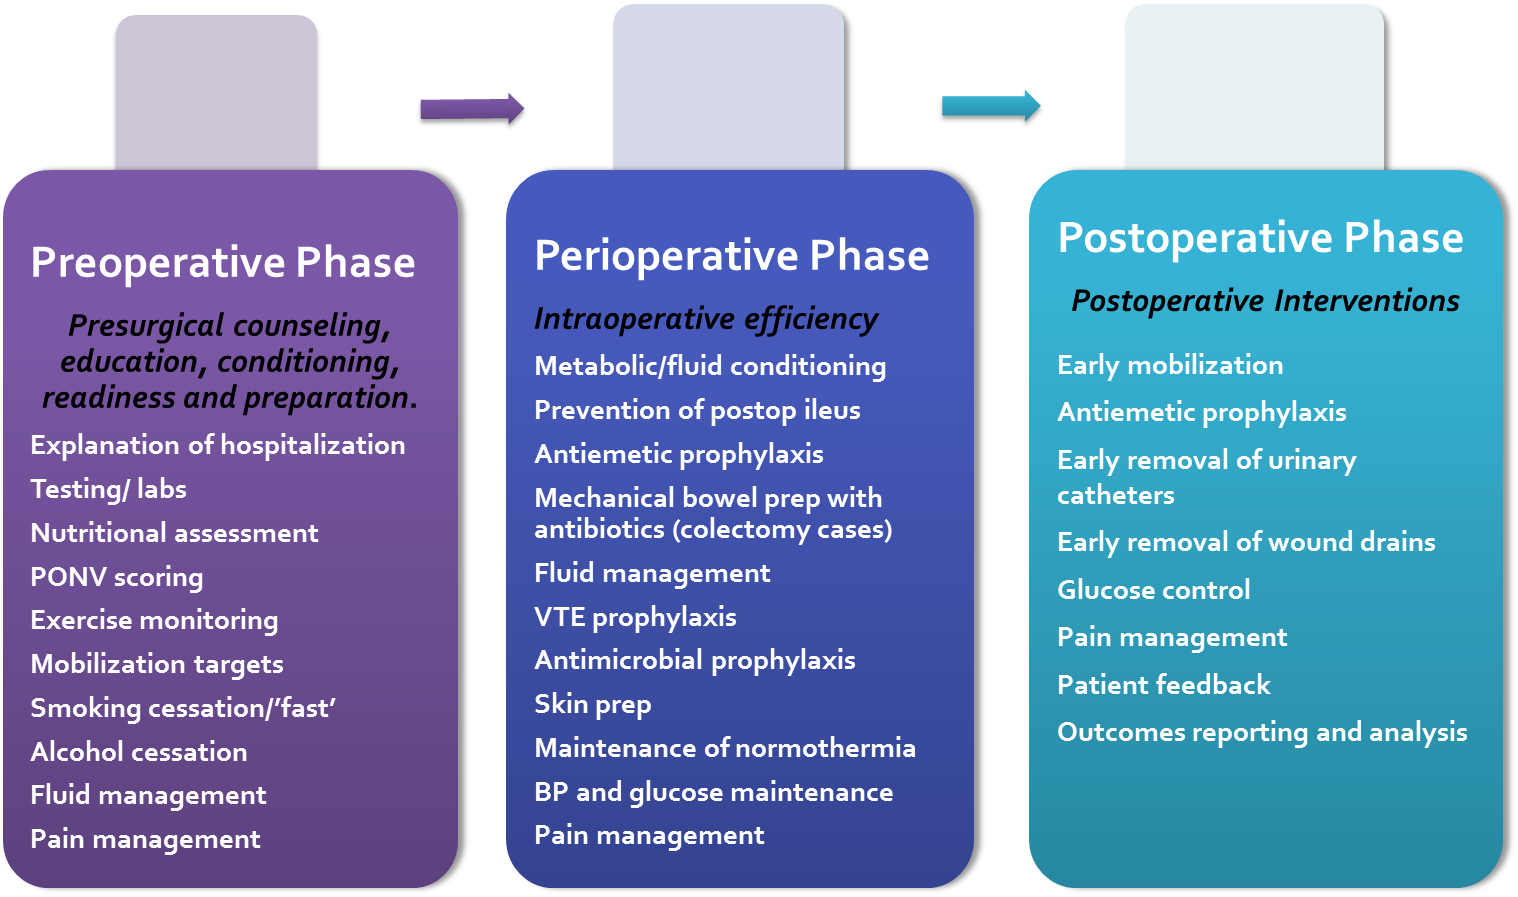 Preoperative Phase
Presurgical counseling,
education, conditioning,
readiness and preparation.
Explanation of hospitalization
Testing/ labs
Nutritional assessment
PONV scoring
Exercise monitoring
Mobilization targets
Smoking cessation/’fast’
Alcohol cessation
Fluid management
Pain management
Perioperative Phase
Intraoperative efficiency
Metabolic/fluid conditioning
Prevention of postop ileus
Antiemetic prophylaxis
Mechanical bowel prep with
antibiotics (colectomy cases)
Fluid management
VTE prophylaxis
Antimicrobial prophylaxis
Skin prep
Maintenance of normothermia
BP and glucose maintenance
Pain management
Postoperative Phase
Postoperative Interventions
Early mobilization
Antiemetic prophylaxis
Early removal of urinary
catheters
Early removal of wound drains
Glucose control
Pain management
Patient feedback
Outcomes reporting and analysis